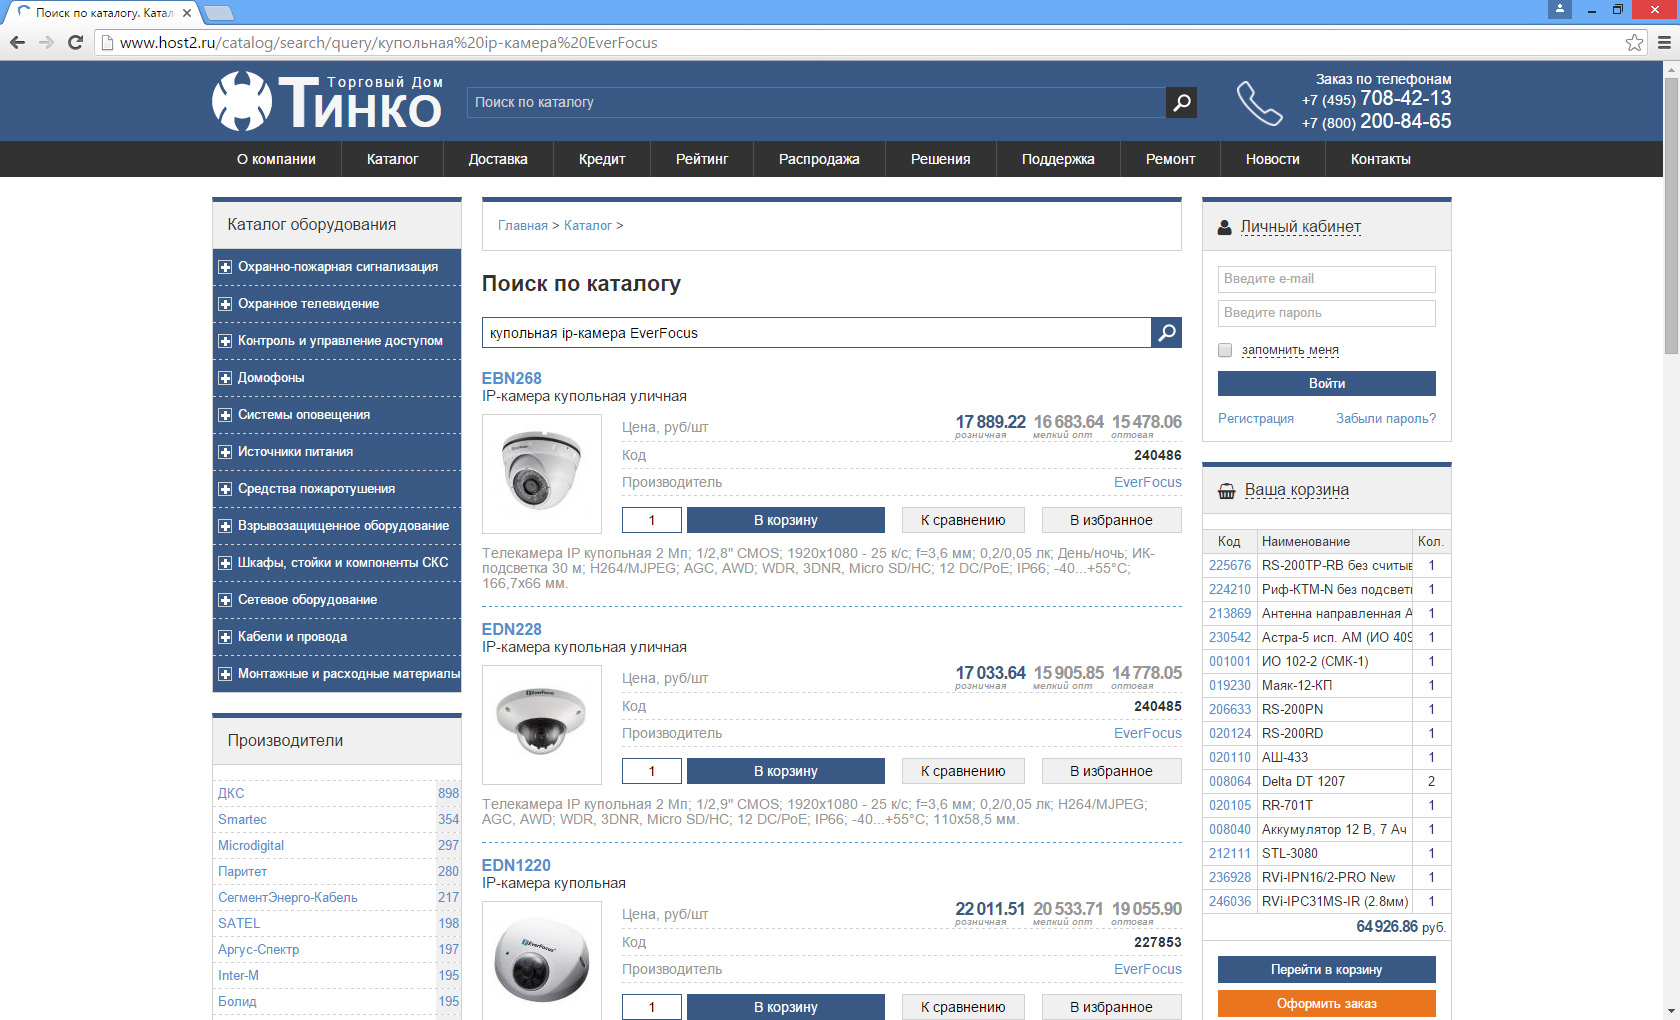 Поиск по каталогу. Катал
www.host2.ru/catalog/search/query/купольная%20ip-камера%20EverFocus
Торговый Дом
Тинко
Поиск по каталогу
Заказ по телефонам
+7 (495) 708-42-13
+7 (800) 200-84-65
О компании Каталог Доставка Кредит Рейтинг Распродажа Решения Поддержка Ремонт Новости Контакты
Каталог оборудования
Охранно-пожарная сигнализация
Охранное телевидение
Контроль и управление доступом
Домофоны
Системы оповещения
Источники питания
Средства пожаротушения
Взрывозащищенное оборудование
Шкафы, стойки и компоненты СКС
Сетевое оборудование
Кабели и провода
Монтажные и расходные материалы
Производители
ДКС 898
Smartec 354
Microdigital 297
Паритет 280
СегментЭнерго-Кабель 217
SATEL 198
Аргус-Спектр 197
Inter-M 195
Болид 195
Главная > Каталог >
Поиск по каталогу
купольная ip-камера EverFocus
EBN268
IP-камера купольная уличная
Цена, руб/шт 17 889.22 16 683.64 15 478.06
розничная мелкий опт оптовая
Код 240486
Производитель EverFocus
1 В корзину К сравнению В избранное
Телекамера IP купольная 2 Мп; 1/2,8" CMOS; 1920x1080 - 25 к/с; f=3,6 мм; 0,2/0,05 лк; День/ночь; ИК-
подсветка 30 м; H264/MJPEG; AGC, AWD; WDR, 3DNR, Micro SD/HC; 12 DC/PoE; IP66; -40...+55°C;
166,7x66 мм.
EDN228
IP-камера купольная уличная
Цена, руб/шт 17 033.64 15 905.85 14 778.05
розничная мелкий опт оптовая
Код 240485
Производитель EverFocus
EverFocus
1 В корзину К сравнению В избранное
Телекамера IP купольная 2 Мп; 1/2,9" CMOS; 1920x1080 - 25 к/с; f=3,6 мм; 0,2/0,05 лк; H264/MJPEG;
AGC, AWD; WDR, 3DNR, Micro SD/HC; 12 DC/PoE; IP66; -40...+55°C; 110x58,5 мм.
EDN1220
IP-камера купольная
Цена, руб/шт 22 011.51 20 533.71 19 055.90
розничная мелкий опт оптовая
Код 227853
Производитель EverFocus
EverFocus
1 В корзину К сравнению В избранное
Личный кабинет
Введите e-mail
Введите пароль
запомнить меня
Войти
Регистрация Забыли пароль?
Ваша корзина
Код Наименование Кол.
225676 RS-200TP-RB без считыв 1
224210 Риф-КТМ-N без подсвет 1
213869 Антенна направленная А 1
230542 Астра-5 исп. АМ (ИО 409 1
001001 ИО 102-2 (СМК-1) 1
019230 Маяк-12-КП 1
206633 RS-200PN 1
020124 RS-200RD 1
020110 АШ-433 1
008064 Delta DT 1207 2
020105 RR-701T 1
008040 Аккумулятор 12 В, 7 Ач 1
212111 STL-3080 1
236928 RVi-IPN16/2-PRO New 1
246036 RVi-IPC31MS-IR (2.8мм) 1
64 926.86 руб.
Перейти в корзину
Оформить заказ